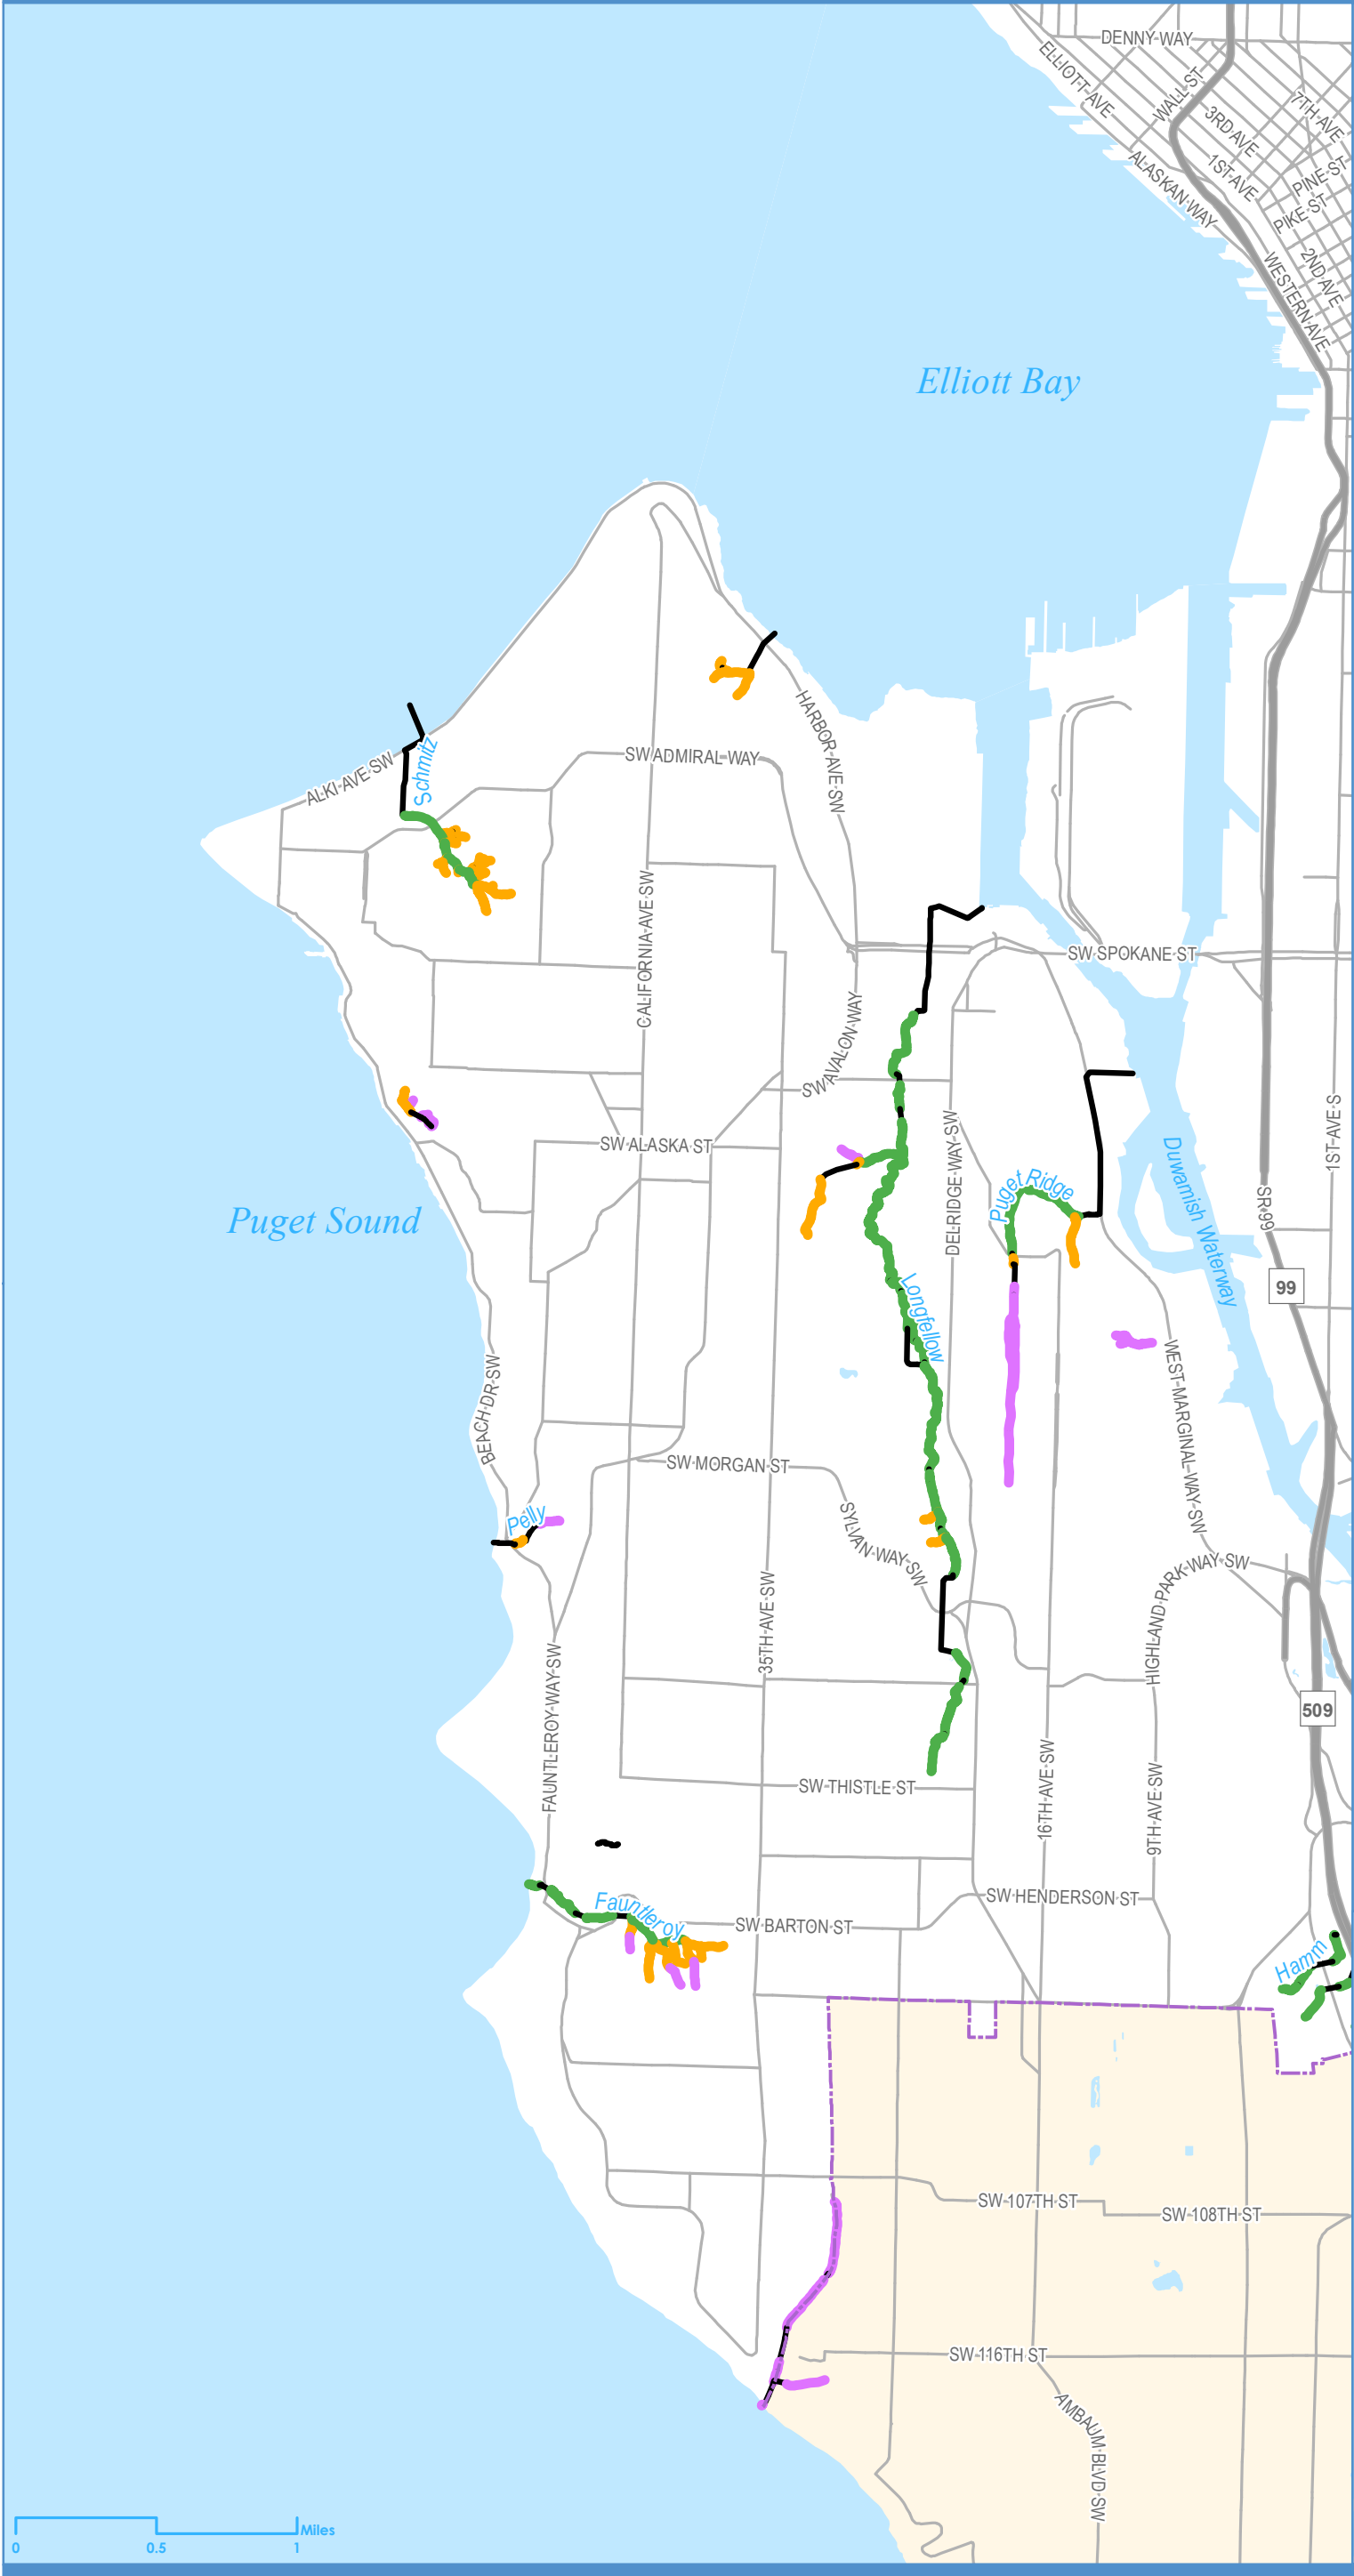 DENNY WAY
ELLIOTT AVE
WALL ST
7TH AVE
3RD AVE
1ST AVE
PINE ST
PIKE ST
ALASKAN WAY
2ND AVE
WESTERN AVE
Elliott Bay
HARBOR AVE SW
SW ADMIRAL WAY
Schmitz
ALKI AVE SW
CALIFORNIA AVE SW
SW SPOKANE ST
SW AVALON WAY
SW ALASKA ST
DELRIDGE WAY SW
1ST AVE S
Puget Ridge
Duwamish Waterway
Puget Sound
SR 99
99
Longfellow
BEACH DR SW
WEST MARGINAL WAY SW
SW MORGAN ST
Pelly
SYLVAN WAY SW
HIGHLAND PARK WAY SW
35TH AVE SW
FAUNTLEROY WAY SW
509
16TH AVE SW
9TH AVE SW
SW THISTLE ST
SW HENDERSON ST
Fauntleroy
SW BARTON ST
Hamm
SW 107TH ST
SW 108TH ST
SW 116TH ST
AMBAUM BLVD SW
Miles
0 0.5 1